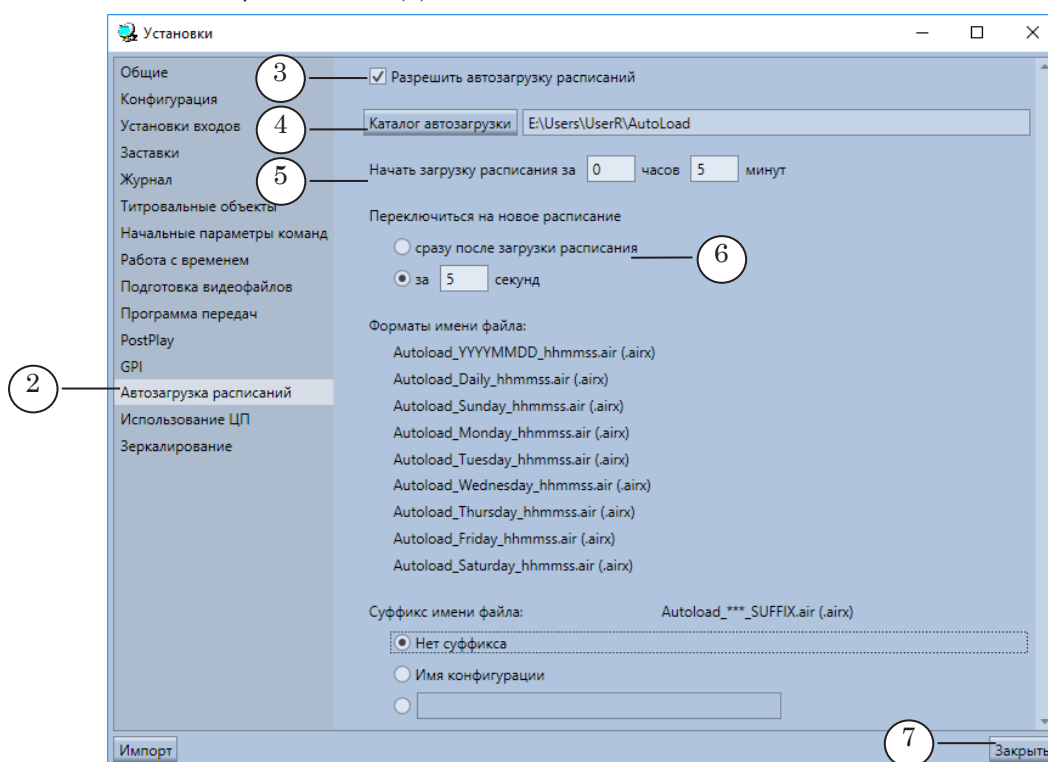 Установки
Общие
Конфигурация
Установки входов
Заставки
Журнал
Титровальные объекты
Начальные параметры команд
Работа с временем
Подготовка видеофайлов
Программа передач
PostPlay
GPI
2
Автозагрузка расписаний
Использование ЦП
Зеркалирование
3
Разрешить автозагрузку расписаний
4
Каталог автозагрузки E:\Users\UserR\AutoLoad
5
Начать загрузку расписания за 0 часов 5 минут
Переключиться на новое расписание
сразу после загрузки расписания
6
за 5 секунд
Форматы имени файла:
Autoload_YYYYMMDD_hhmmss.air (.airx)
Autoload_Daily_hhmmss.air (.airx)
Autoload_Sunday_hhmmss.air (.airx)
Autoload_Monday_hhmmss.air (.airx)
Autoload_Tuesday_hhmmss.air (.airx)
Autoload_Wednesday_hhmmss.air (.airx)
Autoload_Thursday_hhmmss.air (.airx)
Autoload_Friday_hhmmss.air (.airx)
Autoload_Saturday_hhmmss.air (.airx)
Суффикс имени файла: Autoload_***_SUFFIX.air (.airx)
Нет суффикса
Имя конфигурации
7
Импорт
Закрыть